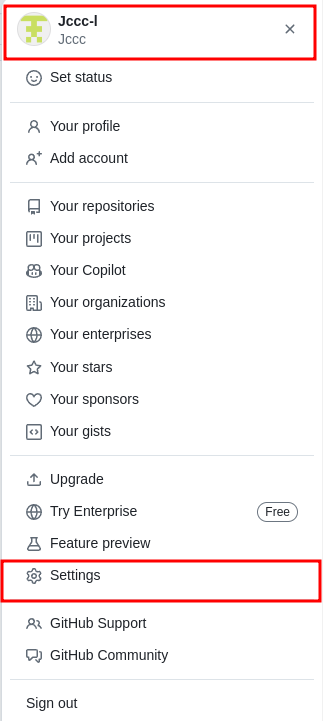 Jccc-l
Jccc
Set status
Your profile
Add account
Your repositories
Your projects
Your Copilot
Your organizations
Your enterprises
Your stars
Your sponsors
Your gists
Upgrade
Try Enterprise Free
Feature preview
Settings
GitHub Support
GitHub Community
Sign out